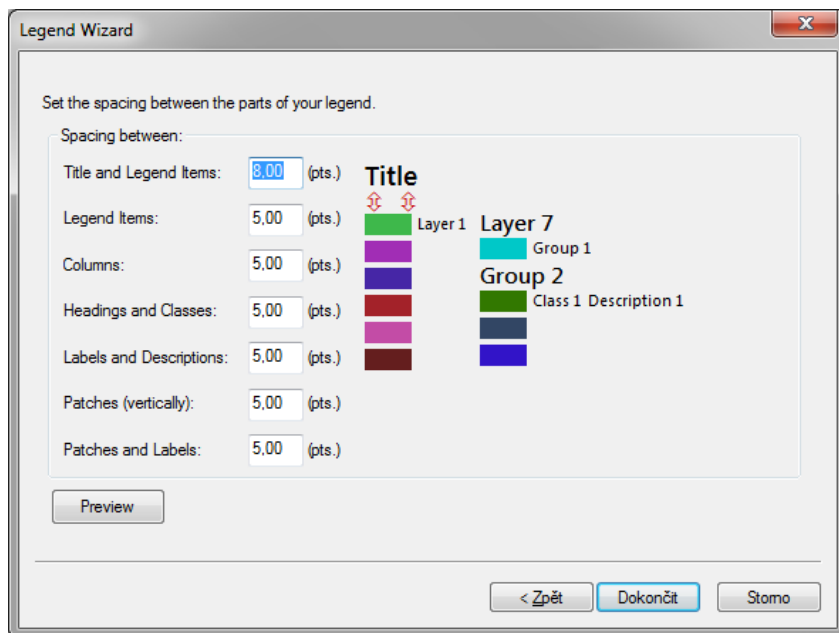 Legend Wizard
Set the spacing between the parts of your legend.
Spacing between:
Title and Legend Items: 8,00 (pts.)
Legend Items: 5,00 (pts.)
Columns: 5,00 (pts.)
Headings and Classes: 5,00 (pts.)
Labels and Descriptions: 5,00 (pts.)
Patches (vertically): 5,00 (pts.)
Patches and Labels: 5,00 (pts.)
Title
Layer 1
Layer 7
Group 1
Group 2
Class 1 Description 1
Preview
< Zpět Dokončit Storno